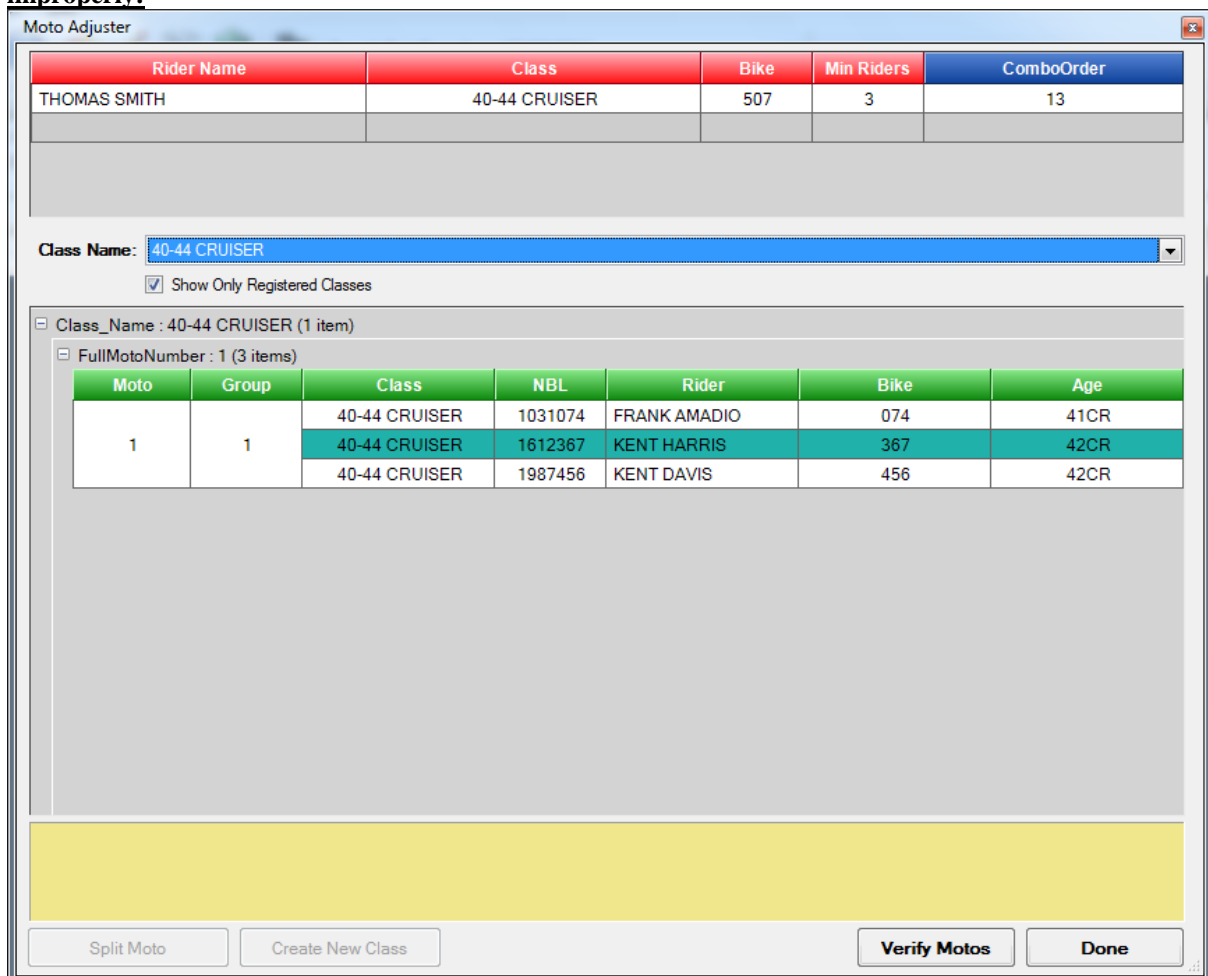 improperly.
Moto Adjuster
Rider Name Class Bike Min Riders ComboOrder
THOMAS SMITH 40-44 CRUISER 507 3 13
Class Name: 40-44 CRUISER
Show Only Registered Classes
Class_Name : 40-44 CRUISER (1 item)
FullMotoNumber : 1 (3 items)
Moto Group Class NBL Rider Bike Age
40-44 CRUISER 1031074 FRANK AMADIO 074 41CR
1 1 40-44 CRUISER 1612367 KENT HARRIS 367 42CR
40-44 CRUISER 1987456 KENT DAVIS 456 42CR
Split Moto Create New Class Verify Motos Done